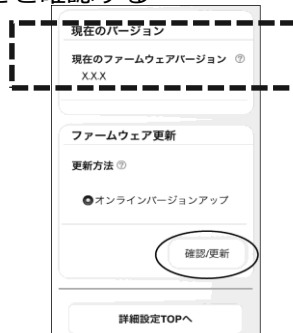 を確認する
現在のバージョン
現在のファームウェアバージョン ?
X.X.X
ファームウェア更新
更新方法 ?
オンラインバージョンアップ
確認/更新
詳細設定TOPへ